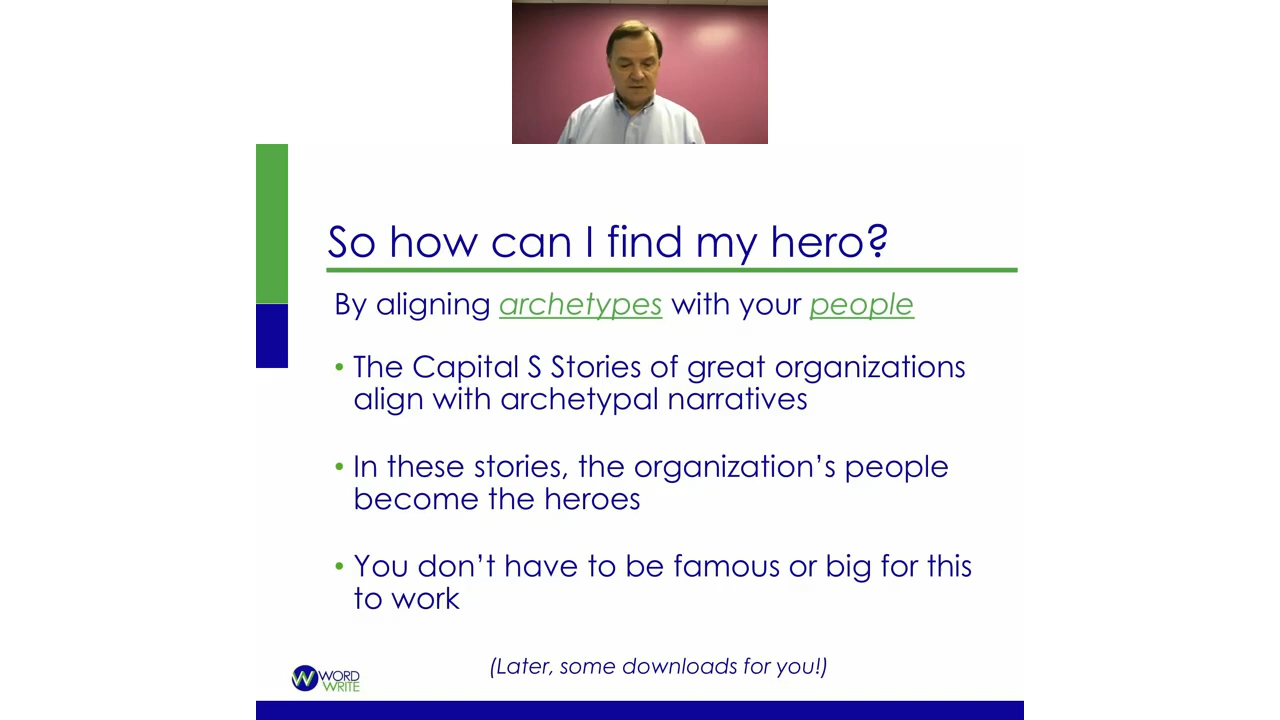 So how can I find my hero?
By aligning archetypes with your people
• The Capital S Stories of great organizations
align with archetypal narratives
• In these stories, the organization’s people
become the heroes
• You don’t have to be famous or big for this
to work
(Later, some downloads for you!)
WORD
WRITE